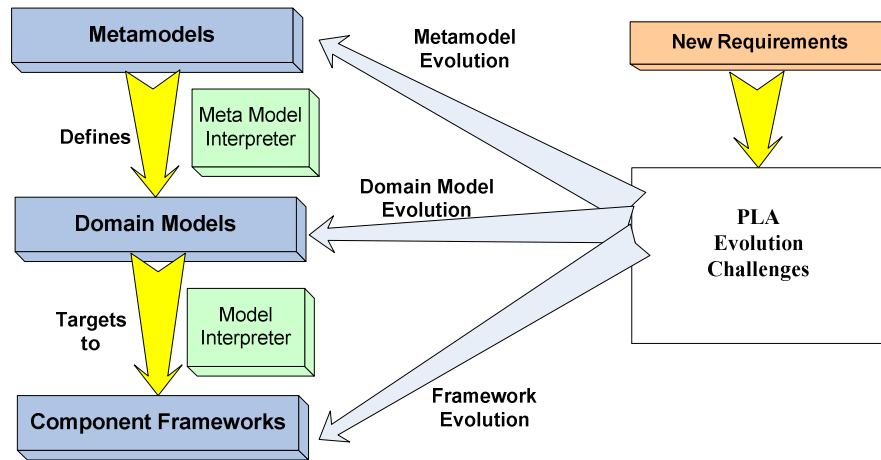 Metamodels
Metamodel
Evolution
New Requirements
Defines
Meta Model
Interpreter
Domain Model
Evolution
Domain Models
PLA
Evolution
Challenges
Targets
to
Model
Interpreter
Framework
Evolution
Component Frameworks